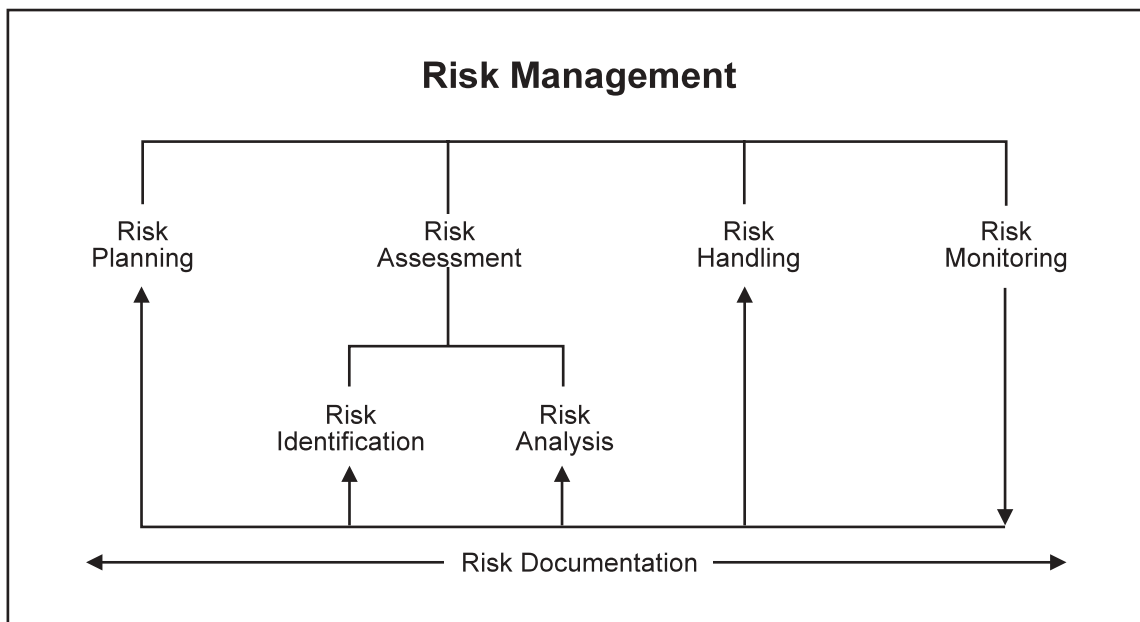 Risk Management
Risk
Planning
Risk
Assessment
Risk
Handling
Risk
Monitoring
Risk
Identification
Risk
Analysis
Risk Documentation